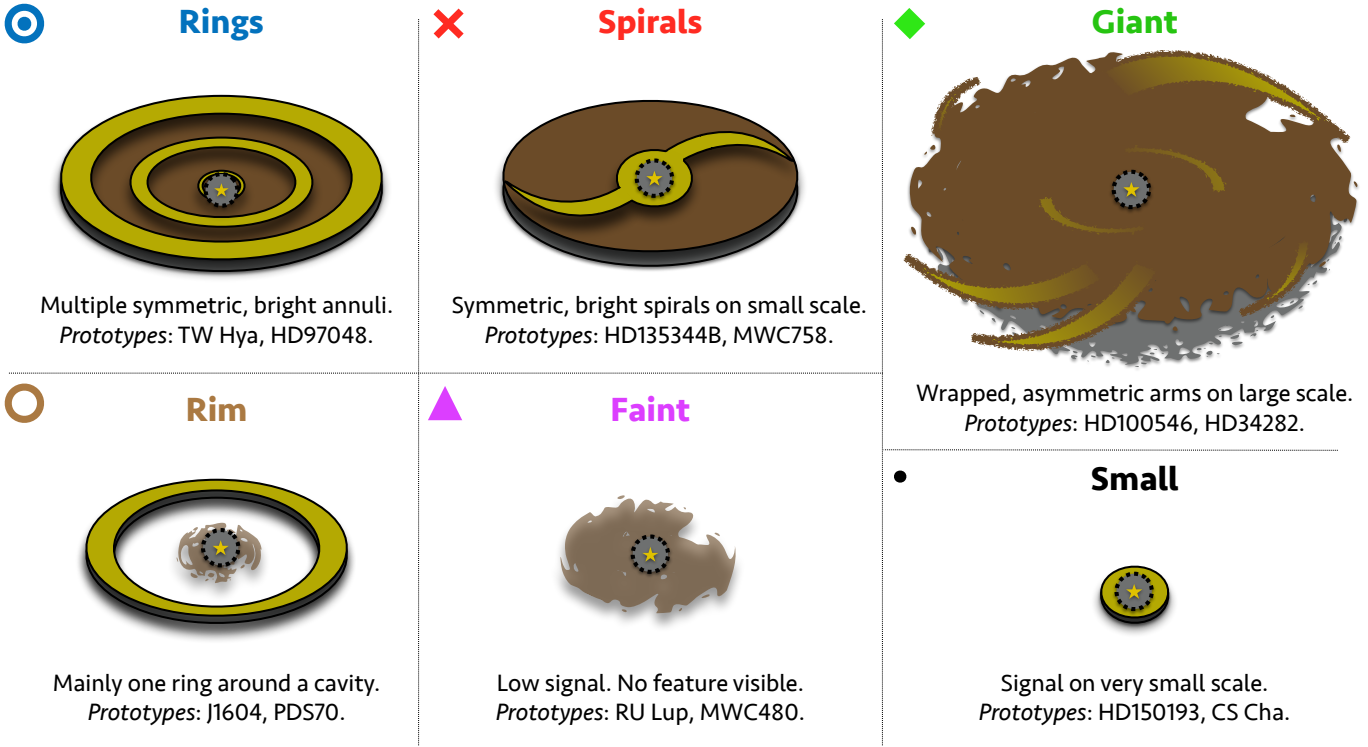 Rings
Multiple symmetric, bright annuli.
Prototypes: TW Hya, HD97048.
Spirals
Symmetric, bright spirals on small scale.
Prototypes: HD135344B, MWC758.
Giant
Wrapped, asymmetric arms on large scale.
Prototypes: HD100546, HD34282.
Rim
Mainly one ring around a cavity.
Prototypes: J1604, PDS70.
Faint
Low signal. No feature visible.
Prototypes: RU Lup, MWC480.
Small
Signal on very small scale.
Prototypes: HD150193, CS Cha.